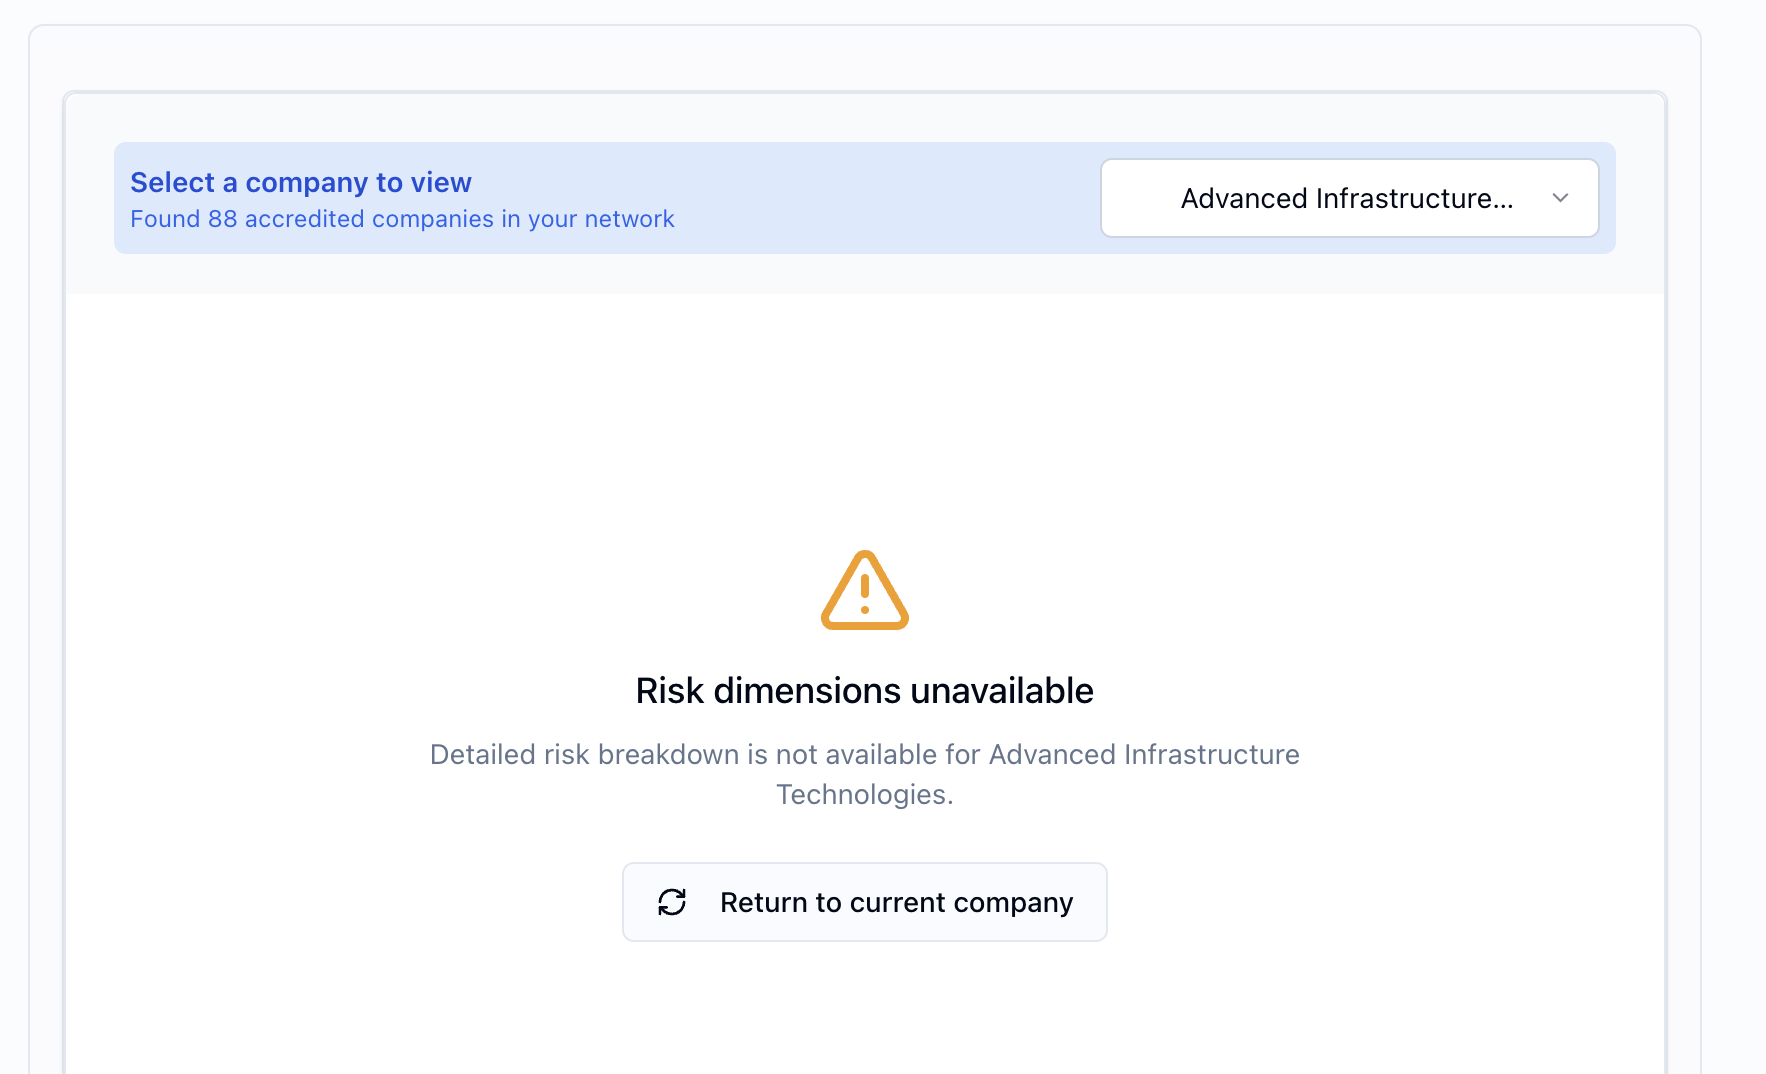 Select a company to view
Found 88 accredited companies in your network
Advanced Infrastructure...
Risk dimensions unavailable
Detailed risk breakdown is not available for Advanced Infrastructure
Technologies.
Return to current company